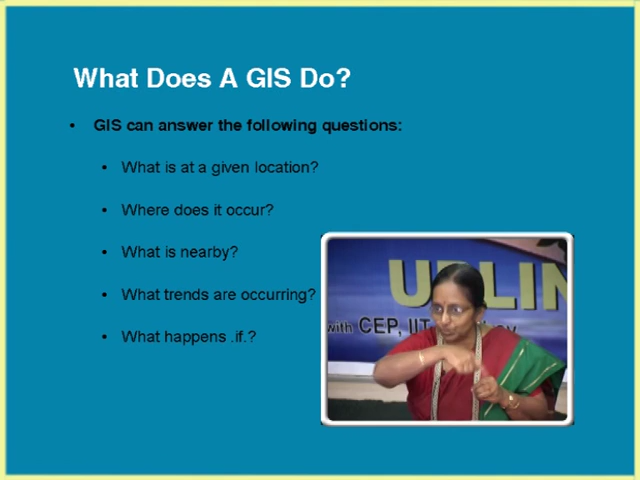 What Does A GIS Do?
• GIS can answer the following questions:
• What is at a given location?
• Where does it occur?
• What is nearby?
• What trends are occurring?
• What happens .if.?
with CEP, IIT